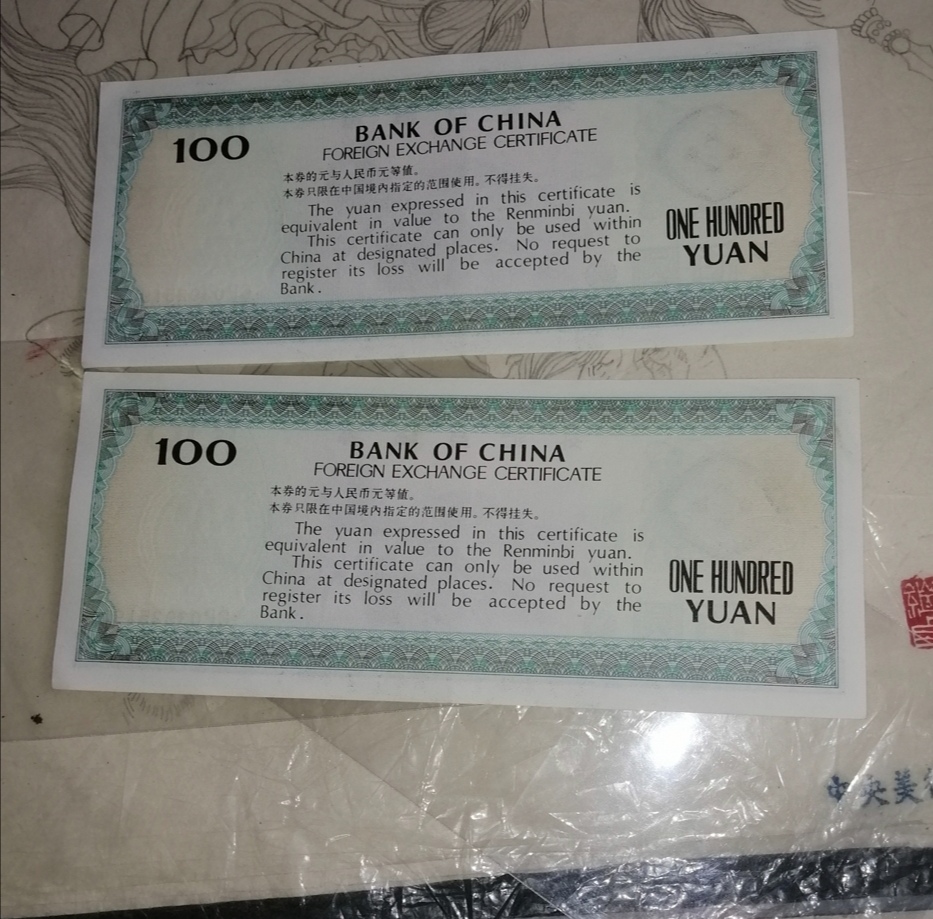 100
BANK OF CHINA
FOREIGN EXCHANGE CERTIFICATE
本券的元与人民币元等值。
本券只限在中国境内指定的范围使用。不得挂失。
The yuan expressed in this certificate is
equivalent in value to the Renminbi yuan.
This certificate can only be used within
China at designated places. No request to
register its loss will be accepted by the
Bank.
ONE HUNDRED
YUAN
100
BANK OF CHINA
FOREIGN EXCHANGE CERTIFICATE
本券的元与人民币元等值。
本券只限在中国境内指定的范围使用。不得挂失。
The yuan expressed in this certificate is
equivalent in value to the Renminbi yuan.
This certificate can only be used within
China at designated places. No request to
register its loss will be accepted by the
Bank.
ONE HUNDRED
YUAN
中央美